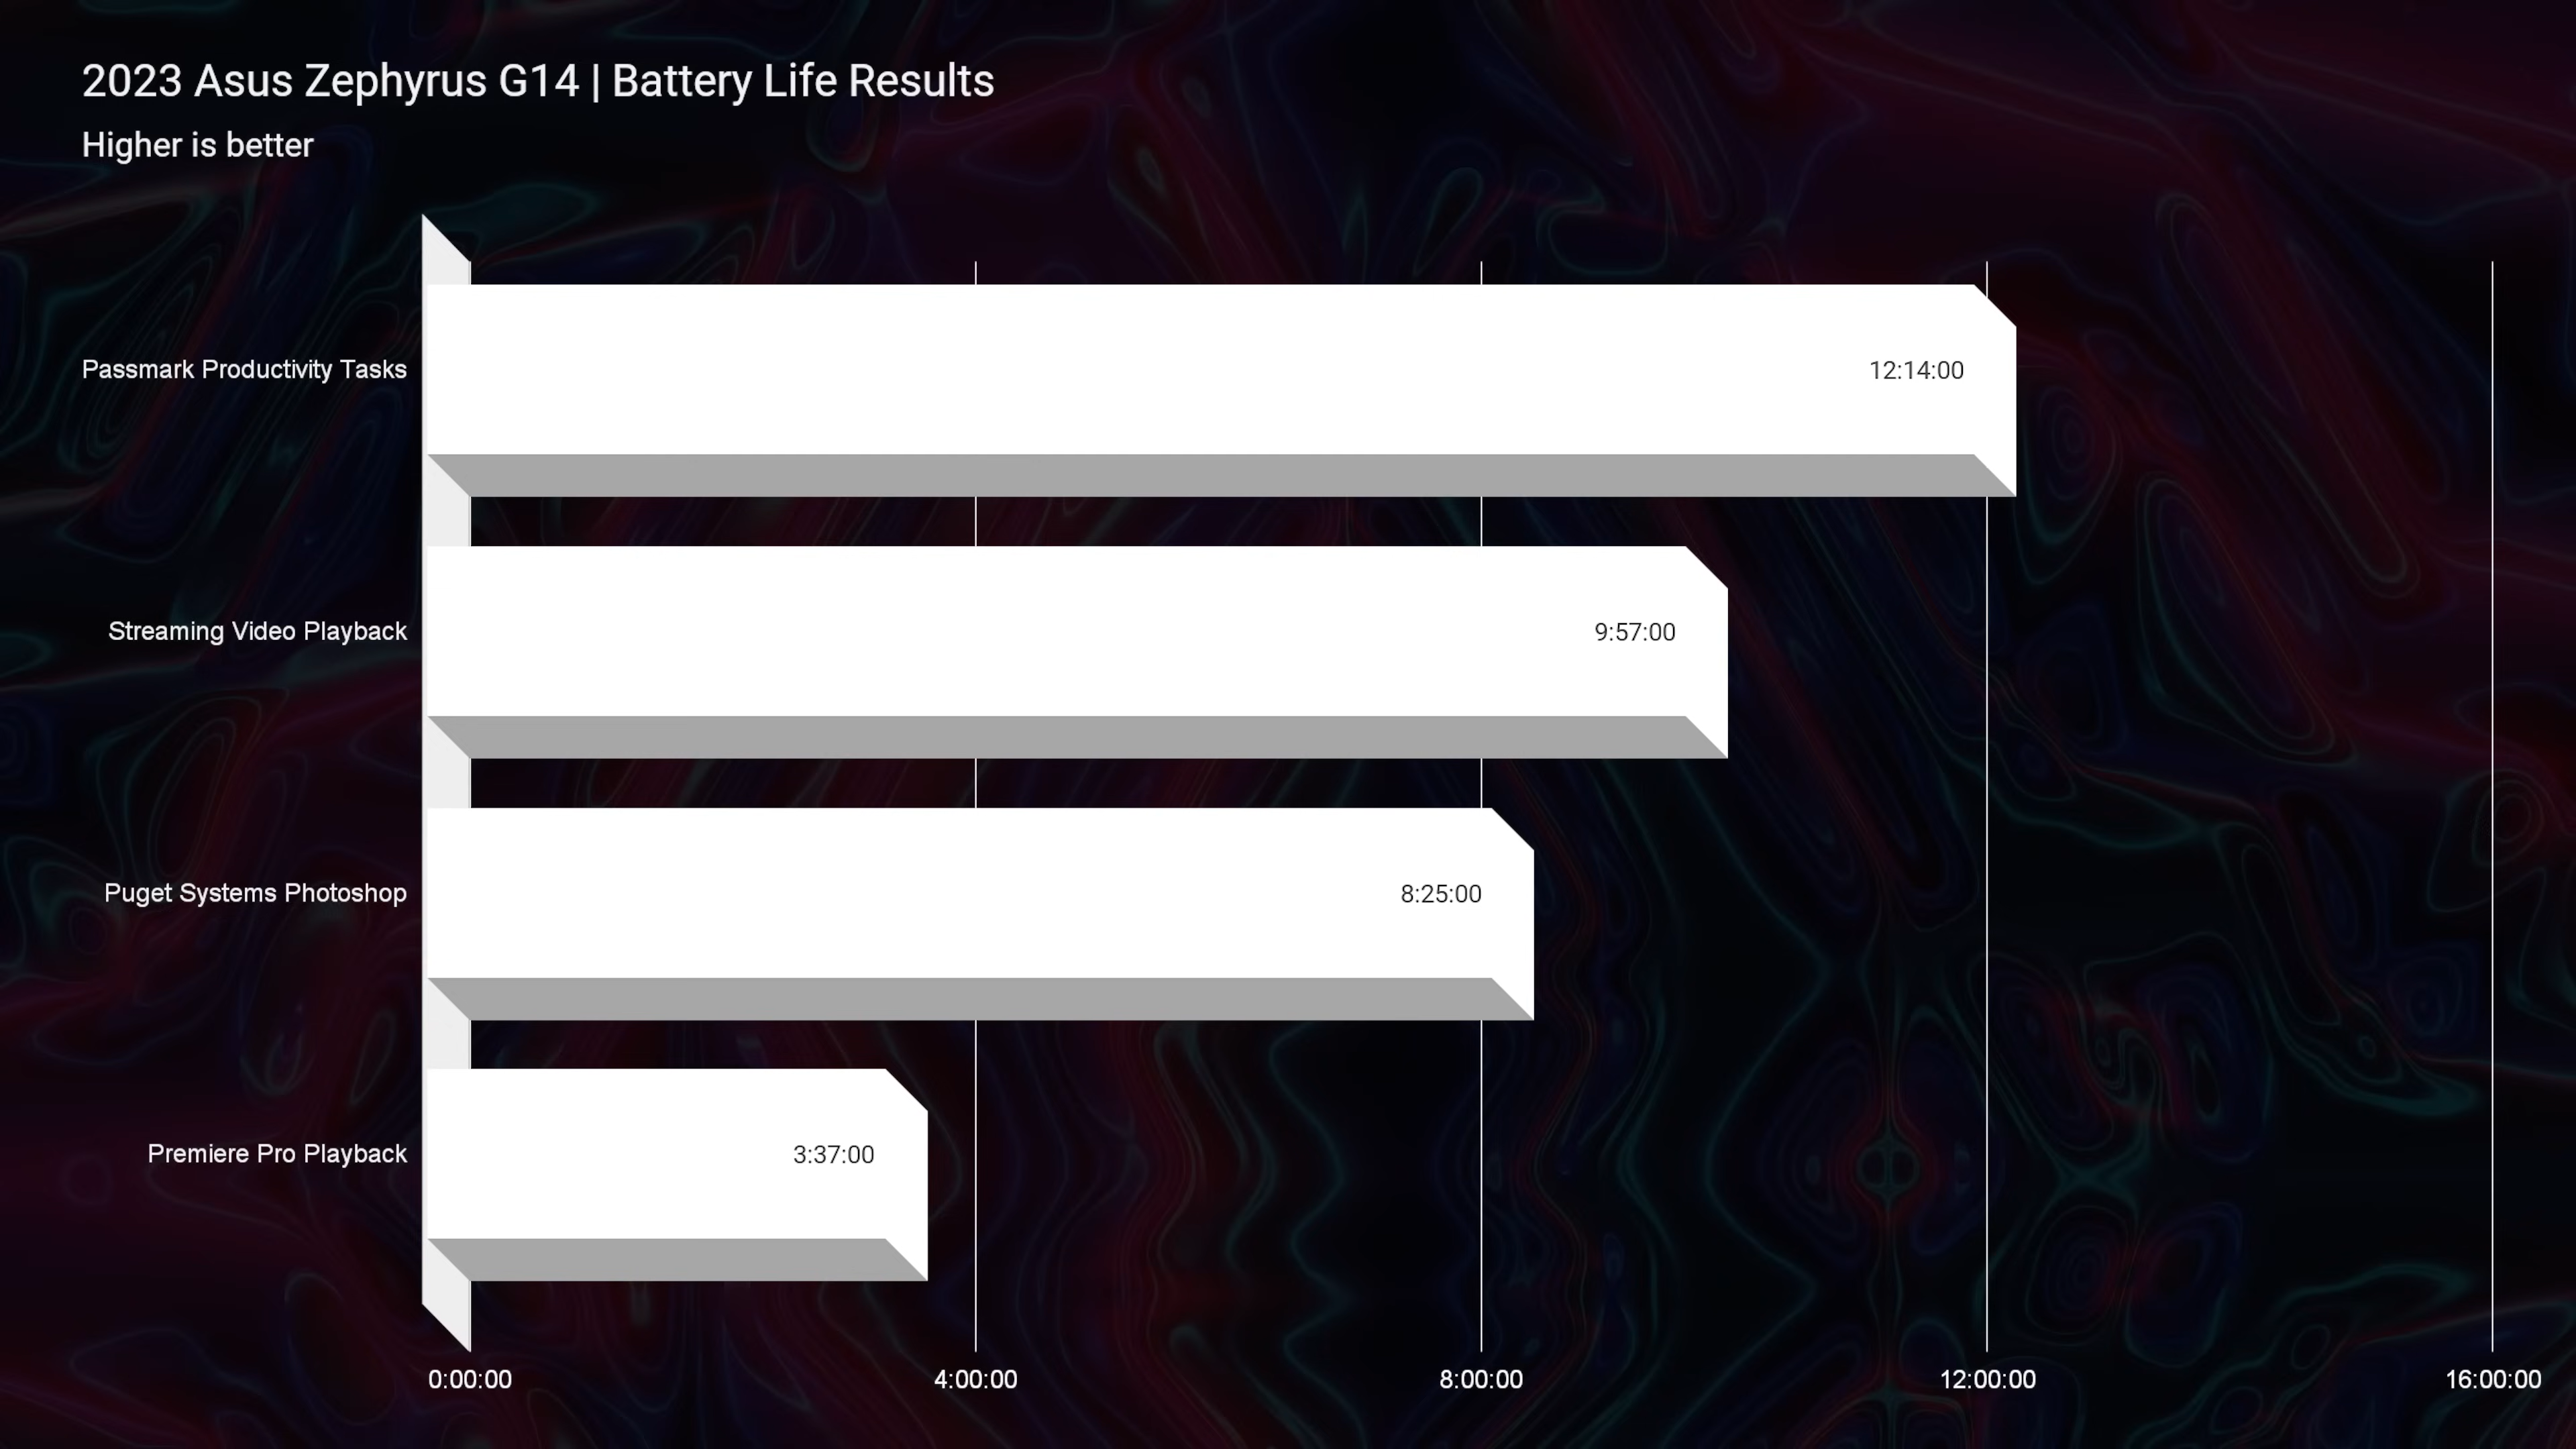 2023 Asus Zephyrus G14 | Battery Life Results
Higher is better
Passmark Productivity Tasks
12:14:00
Streaming Video Playback
9:57:00
Puget Systems Photoshop
8:25:00
Premiere Pro Playback
3:37:00
0:00:00
4:00:00
8:00:00
12:00:00
16:00:00